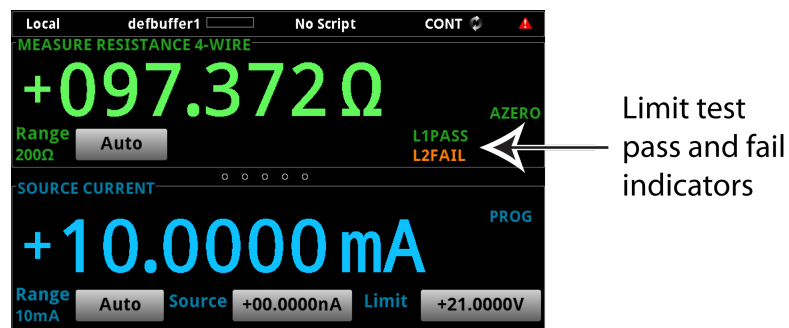 Local defbuffer1 No Script CONT
MEASURE RESISTANCE 4-WIRE
+097.372 Ω
AZERO
Range Auto
200Ω
L1PASS
L2FAIL
Limit test
pass and fail
indicators
SOURCE CURRENT
PROG
+10.0000 mA
Range Auto Source +00.0000nA Limit +21.0000V
10mA